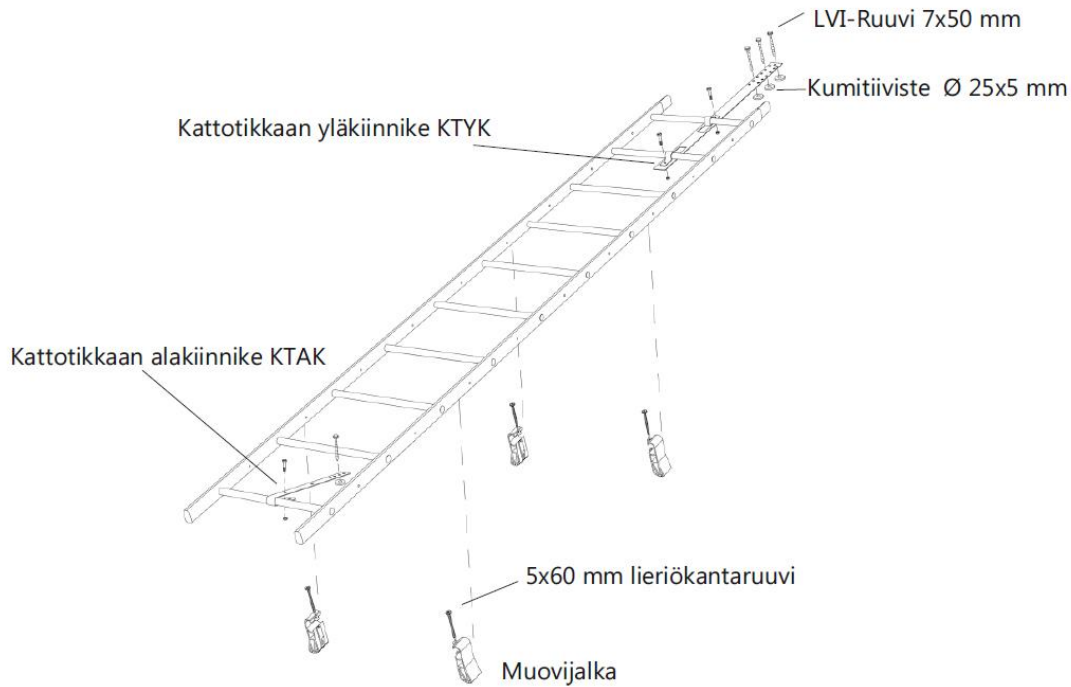 LVI-Ruuvi 7x50 mm
Kumitiiviste Ø 25x5 mm
Kattotikkaan yläkiinnike KTYK
Kattotikkaan alakiinnike KTAK
5x60 mm lieriökantaruuvi
Muovijalka